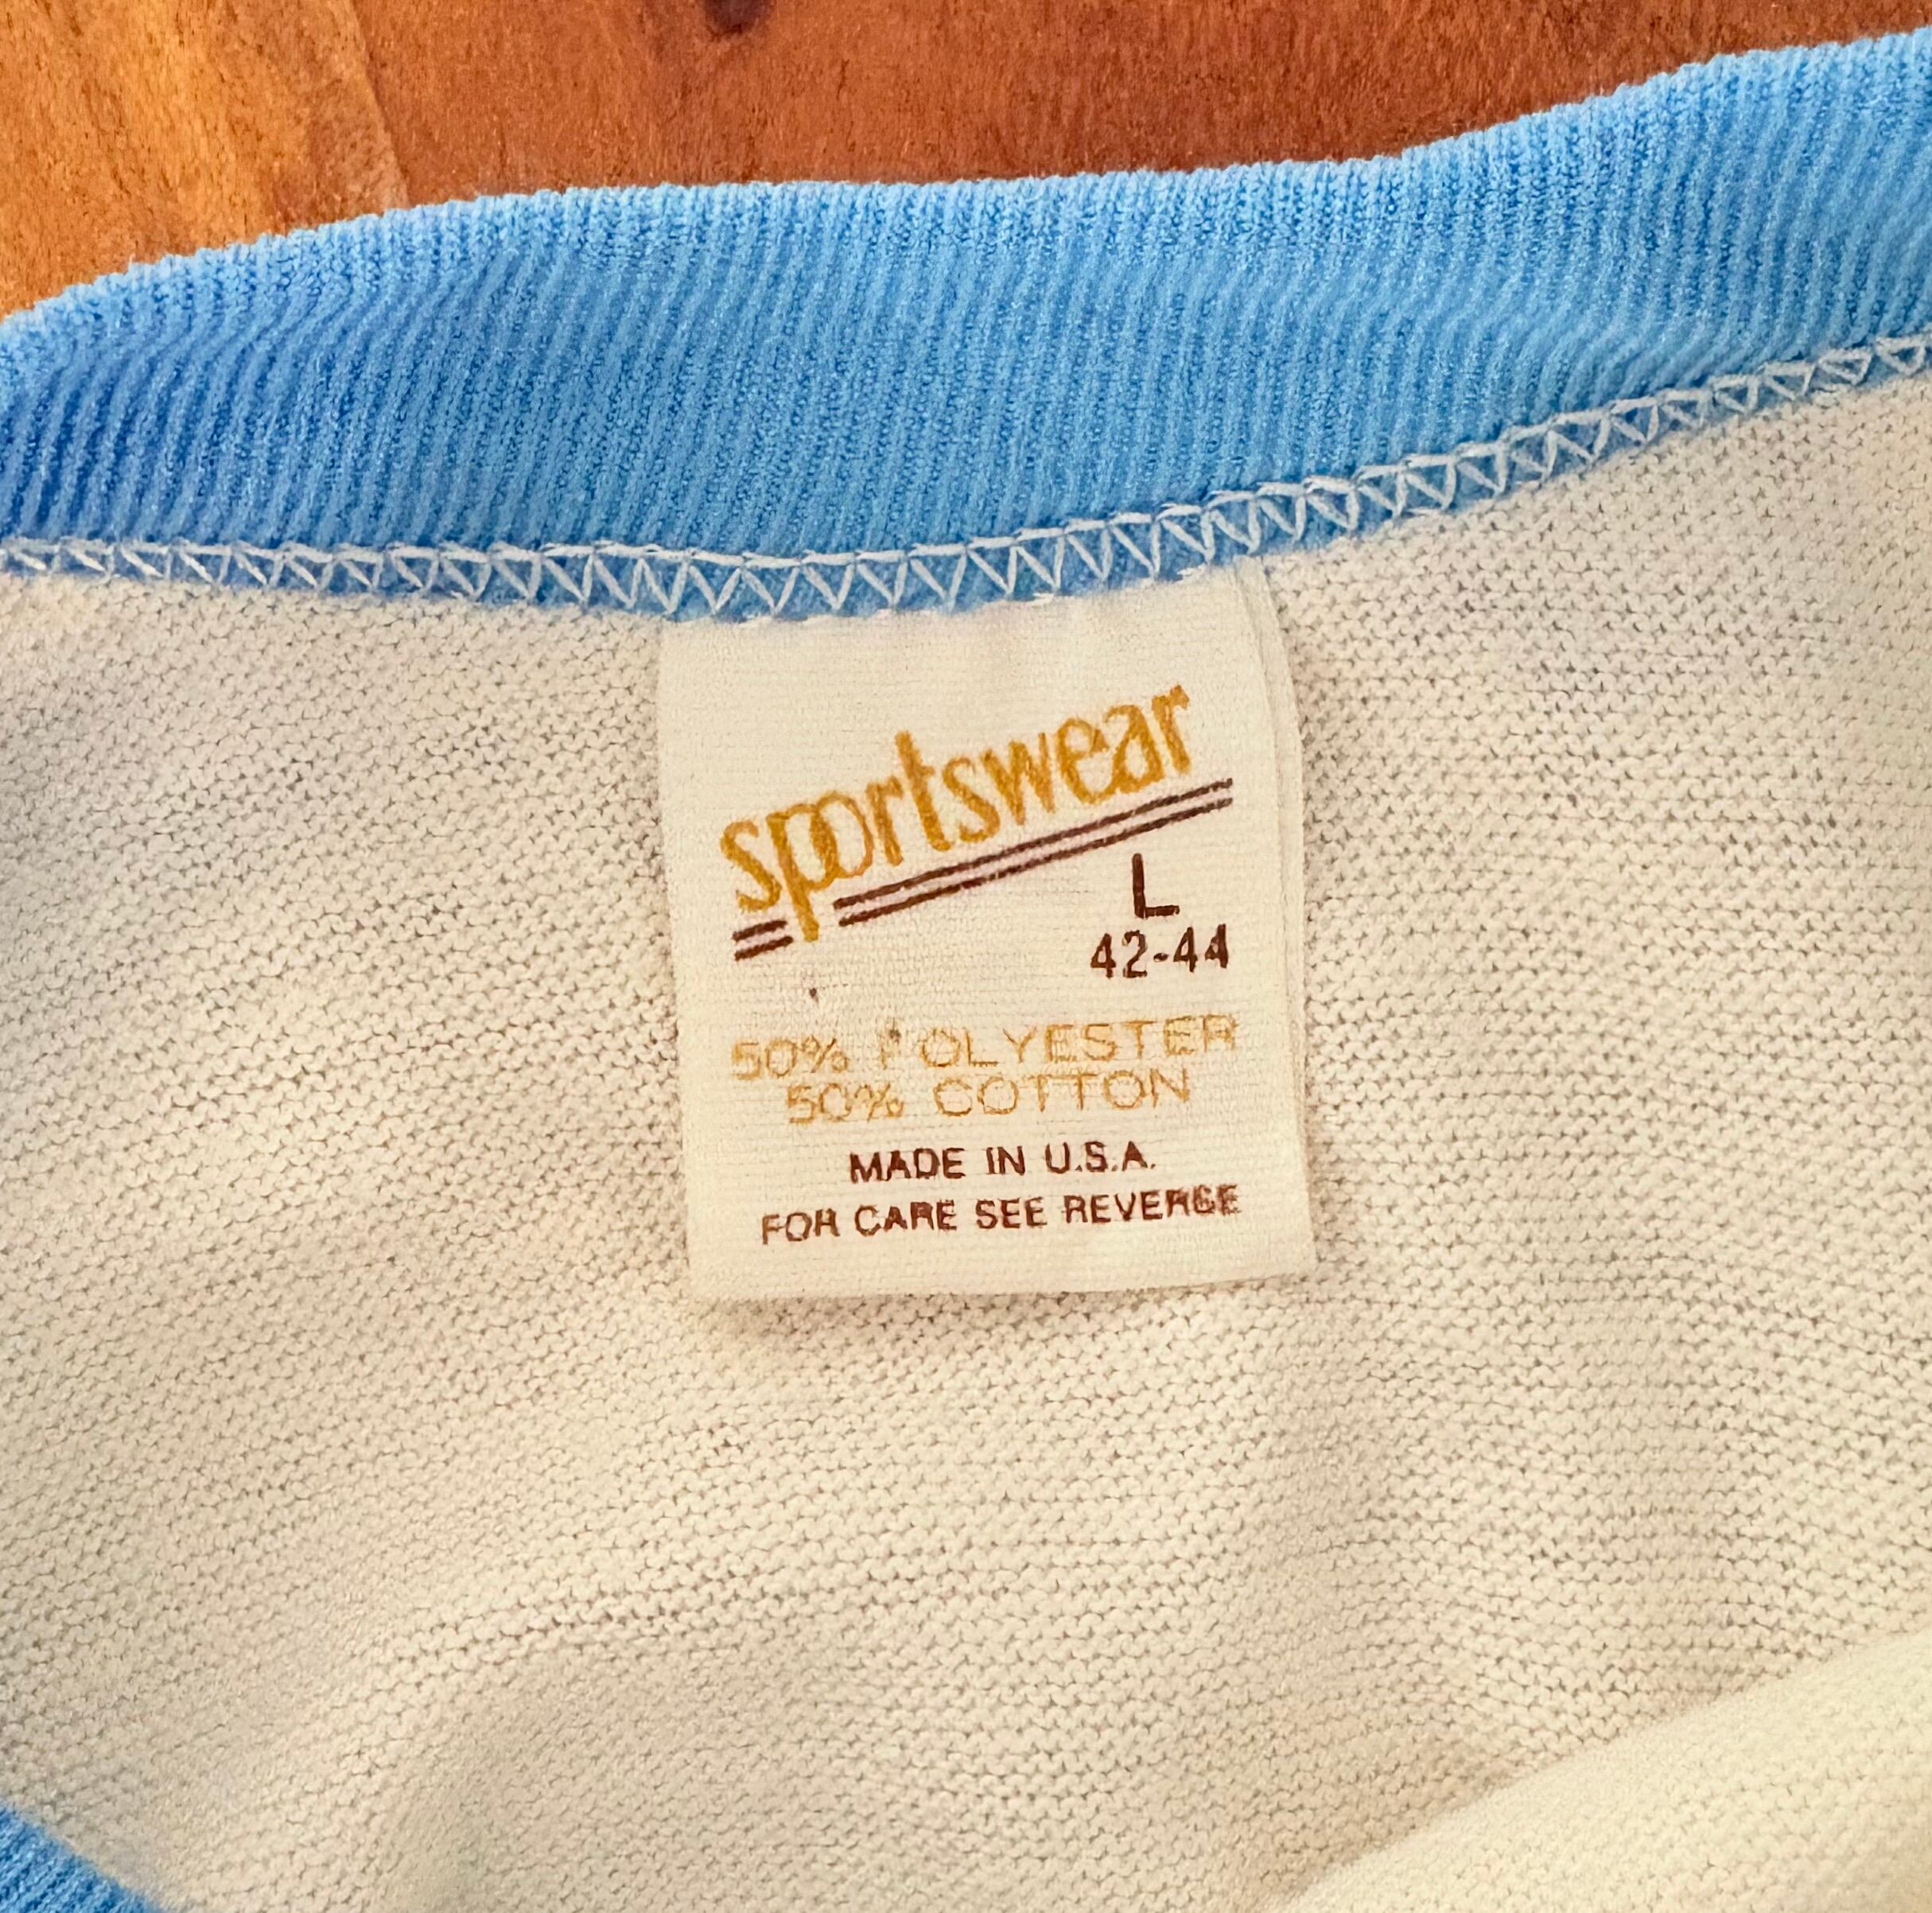 sportswear
L
42-44
50% POLYESTER
50% COTTON
MADE IN U.S.A.
FOR CARE SEE REVERSE